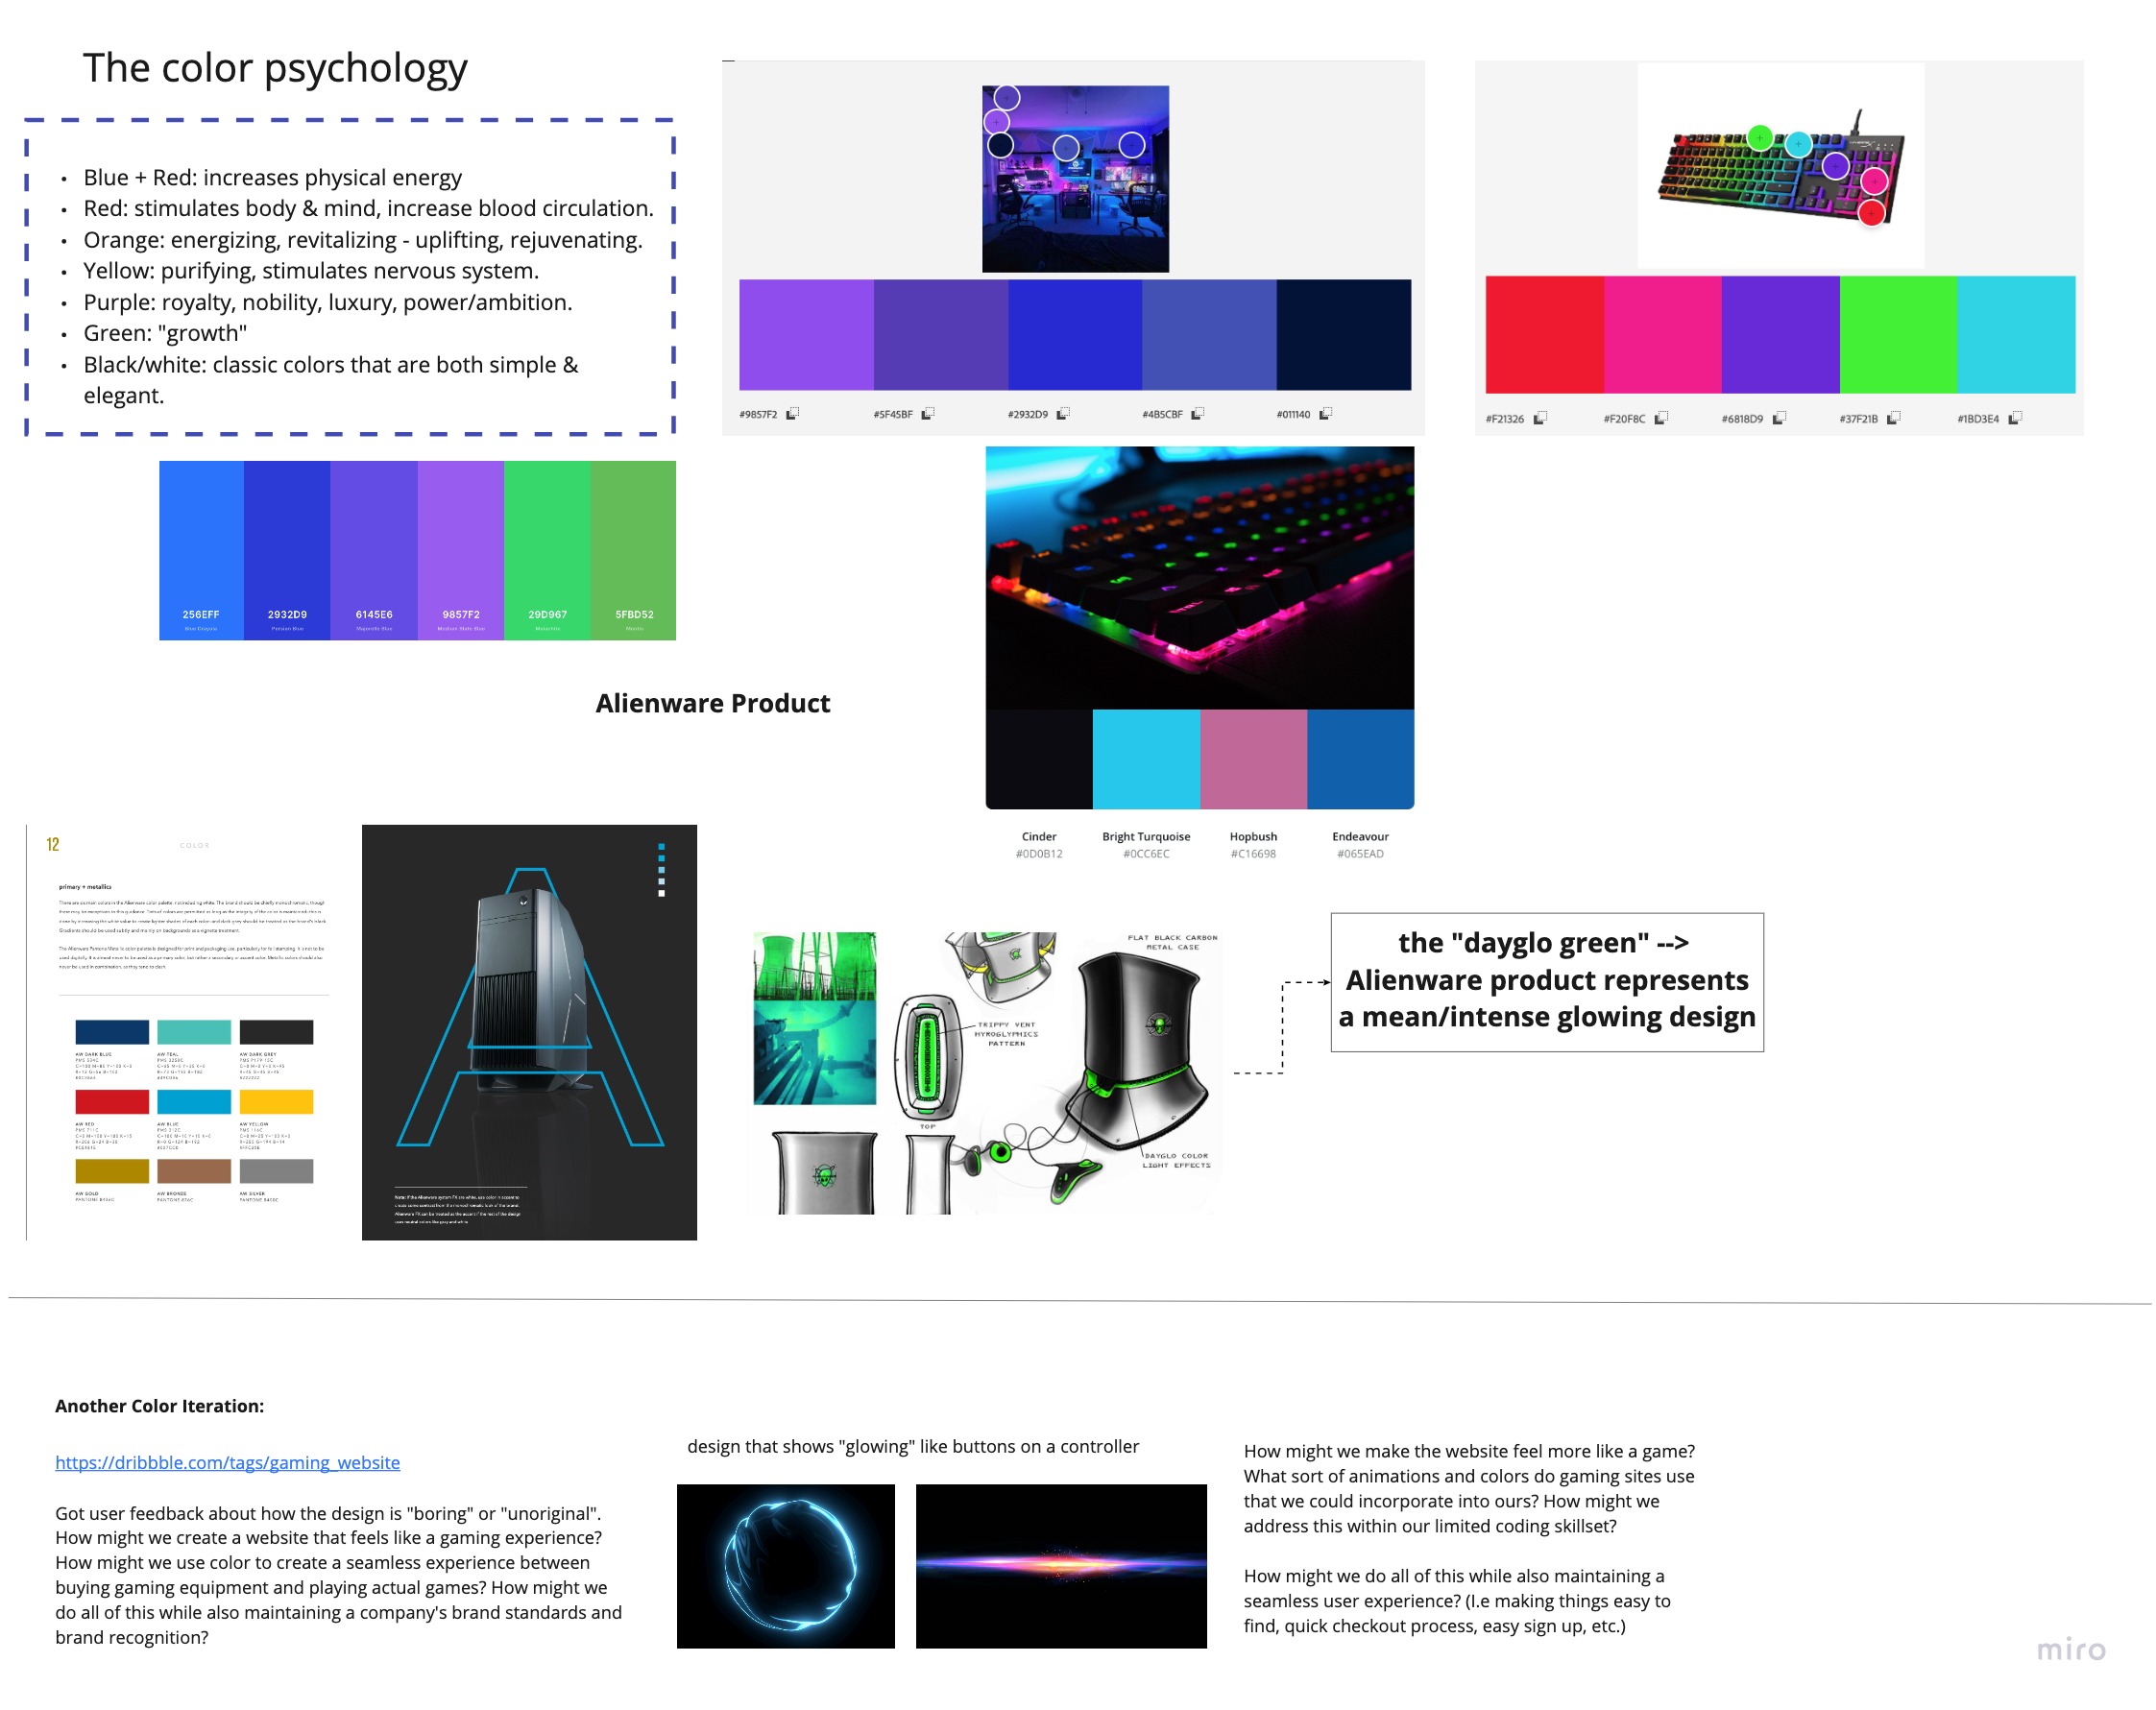 The color psychology
• Blue + Red: increases physical energy
• Red: stimulates body & mind, increase blood circulation.
• Orange: energizing, revitalizing - uplifting, rejuvenating.
• Yellow: purifying, stimulates nervous system.
• Purple: royalty, nobility, luxury, power/ambition.
• Green: "growth"
• Black/white: classic colors that are both simple &
elegant.
#9857F2 #5F45BF #2932D9 #4B5CBF #011140
#F21326 #F20F8C #6818D9 #37F21B #1BD3E4
256EFF 2932D9 6145E6 9857F2 29D967 5FBD52
Alienware Product
Cinder Bright Turquoise Hopbush Endeavour
#0D0B12 #0CC6EC #C16698 #065EAD
12
COLOR
primary + metallics
AW DARK BLUE AW TEAL AW DARK GREY
AW RED AW BLUE AW YELLOW
AW GOLD AW BRONZE AW SILVER
FLAT BLACK CARBON
METAL CASE
TRIPPY VENT
HYROGLYPHICS
PATTERN
TOP
DAYGLO COLOR
LIGHT EFFECTS
the "dayglo green" -->
Alienware product represents
a mean/intense glowing design
Another Color Iteration:
https://dribbble.com/tags/gaming_website
Got user feedback about how the design is "boring" or "unoriginal".
How might we create a website that feels like a gaming experience?
How might we use color to create a seamless experience between
buying gaming equipment and playing actual games? How might we
do all of this while also maintaining a company's brand standards and
brand recognition?
design that shows "glowing" like buttons on a controller
How might we make the website feel more like a game?
What sort of animations and colors do gaming sites use
that we could incorporate into ours? How might we
address this within our limited coding skillset?
How might we do all of this while also maintaining a
seamless user experience? (I.e making things easy to
find, quick checkout process, easy sign up, etc.)
miro